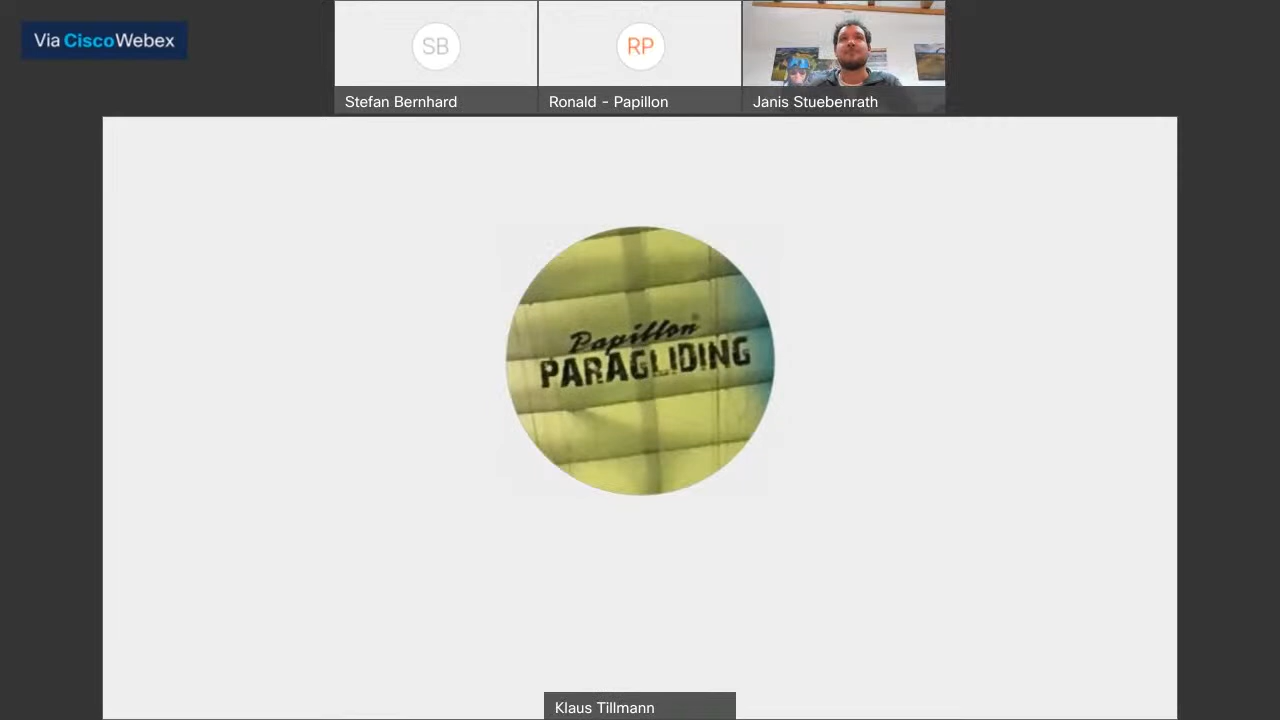 Via CiscoWebex
SB
RP
Stefan Bernhard
Ronald - Papillon
Janis Stuebenrath
Papillon
PARAGLIDING
Klaus Tillmann